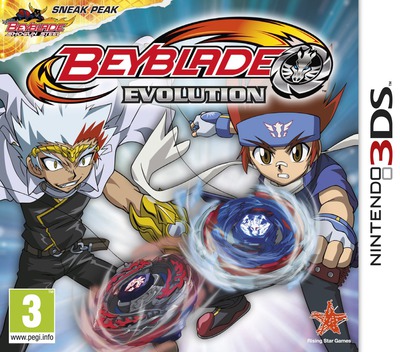 SNEAK PEAK
BEYBLADE
SHOGUN STEEL
BEYBLADE
EVOLUTION
NINTENDO 3DS
3
www.pegi.info
Rising Star Games